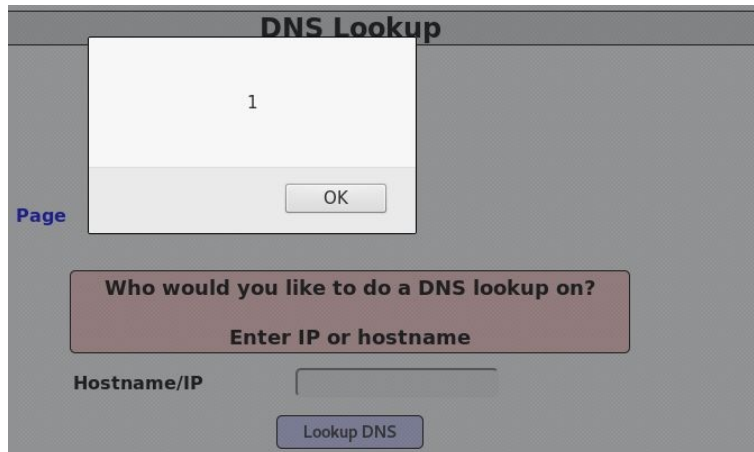 DNS Lookup
1
OK
Page
Who would you like to do a DNS lookup on?
Enter IP or hostname
Hostname/IP
Lookup DNS